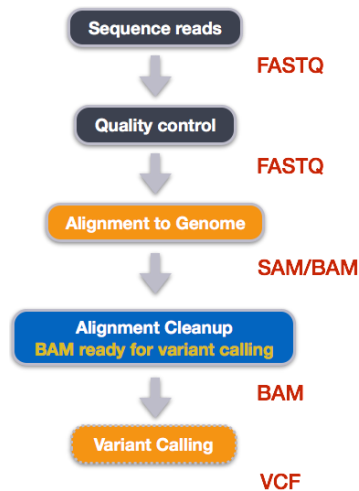 Sequence reads
FASTQ
Quality control
FASTQ
Alignment to Genome
SAM/BAM
Alignment Cleanup
BAM ready for variant calling
BAM
Variant Calling
VCF